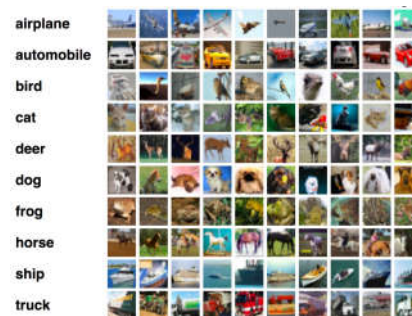 airplane
automobile
bird
cat
deer
dog
frog
horse
ship
truck